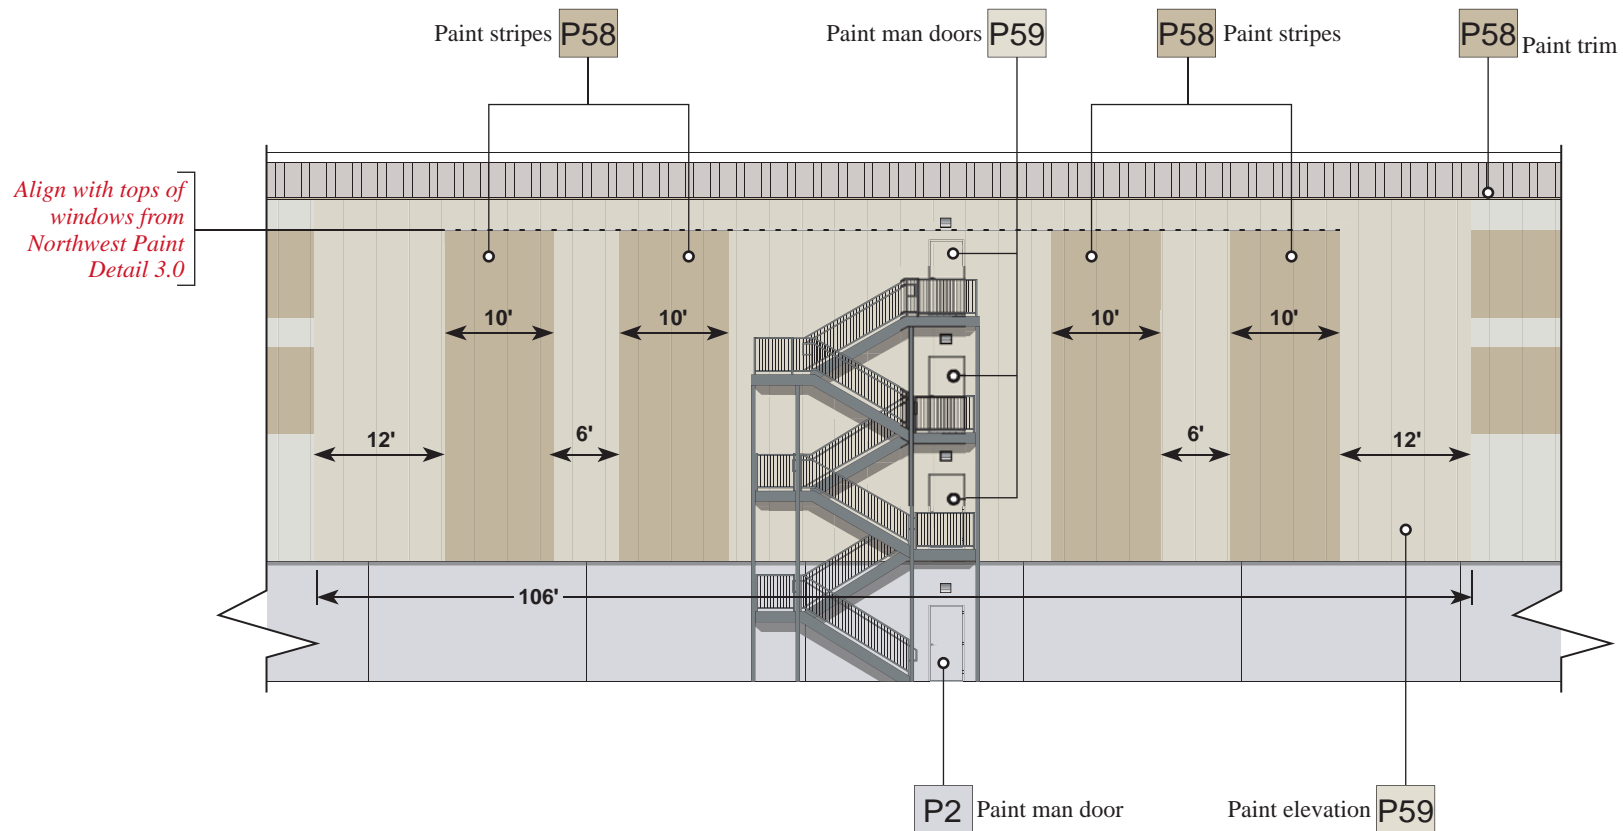 Paint stripes P58
Paint man doors P59
P58 Paint stripes
P58 Paint trim
Align with tops of
windows from
Northwest Paint
Detail 3.0
10'
10'
10'
10'
12'
6'
6'
12'
106'
P2 Paint man door
Paint elevation P59